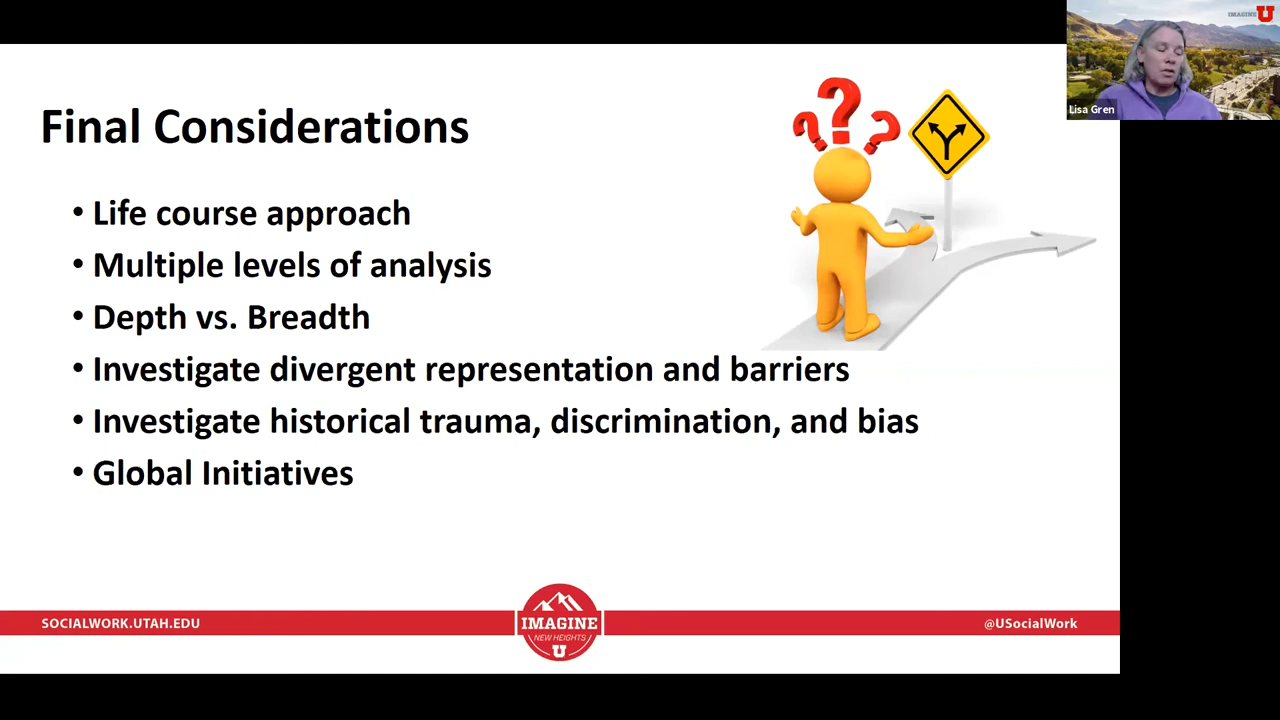 IMAGINE U
Lisa Gren
Final Considerations
? ? ?
• Life course approach
• Multiple levels of analysis
• Depth vs. Breadth
• Investigate divergent representation and barriers
• Investigate historical trauma, discrimination, and bias
• Global Initiatives
SOCIALWORK.UTAH.EDU
IMAGINE
NEW HEIGHTS
U
@USocialWork